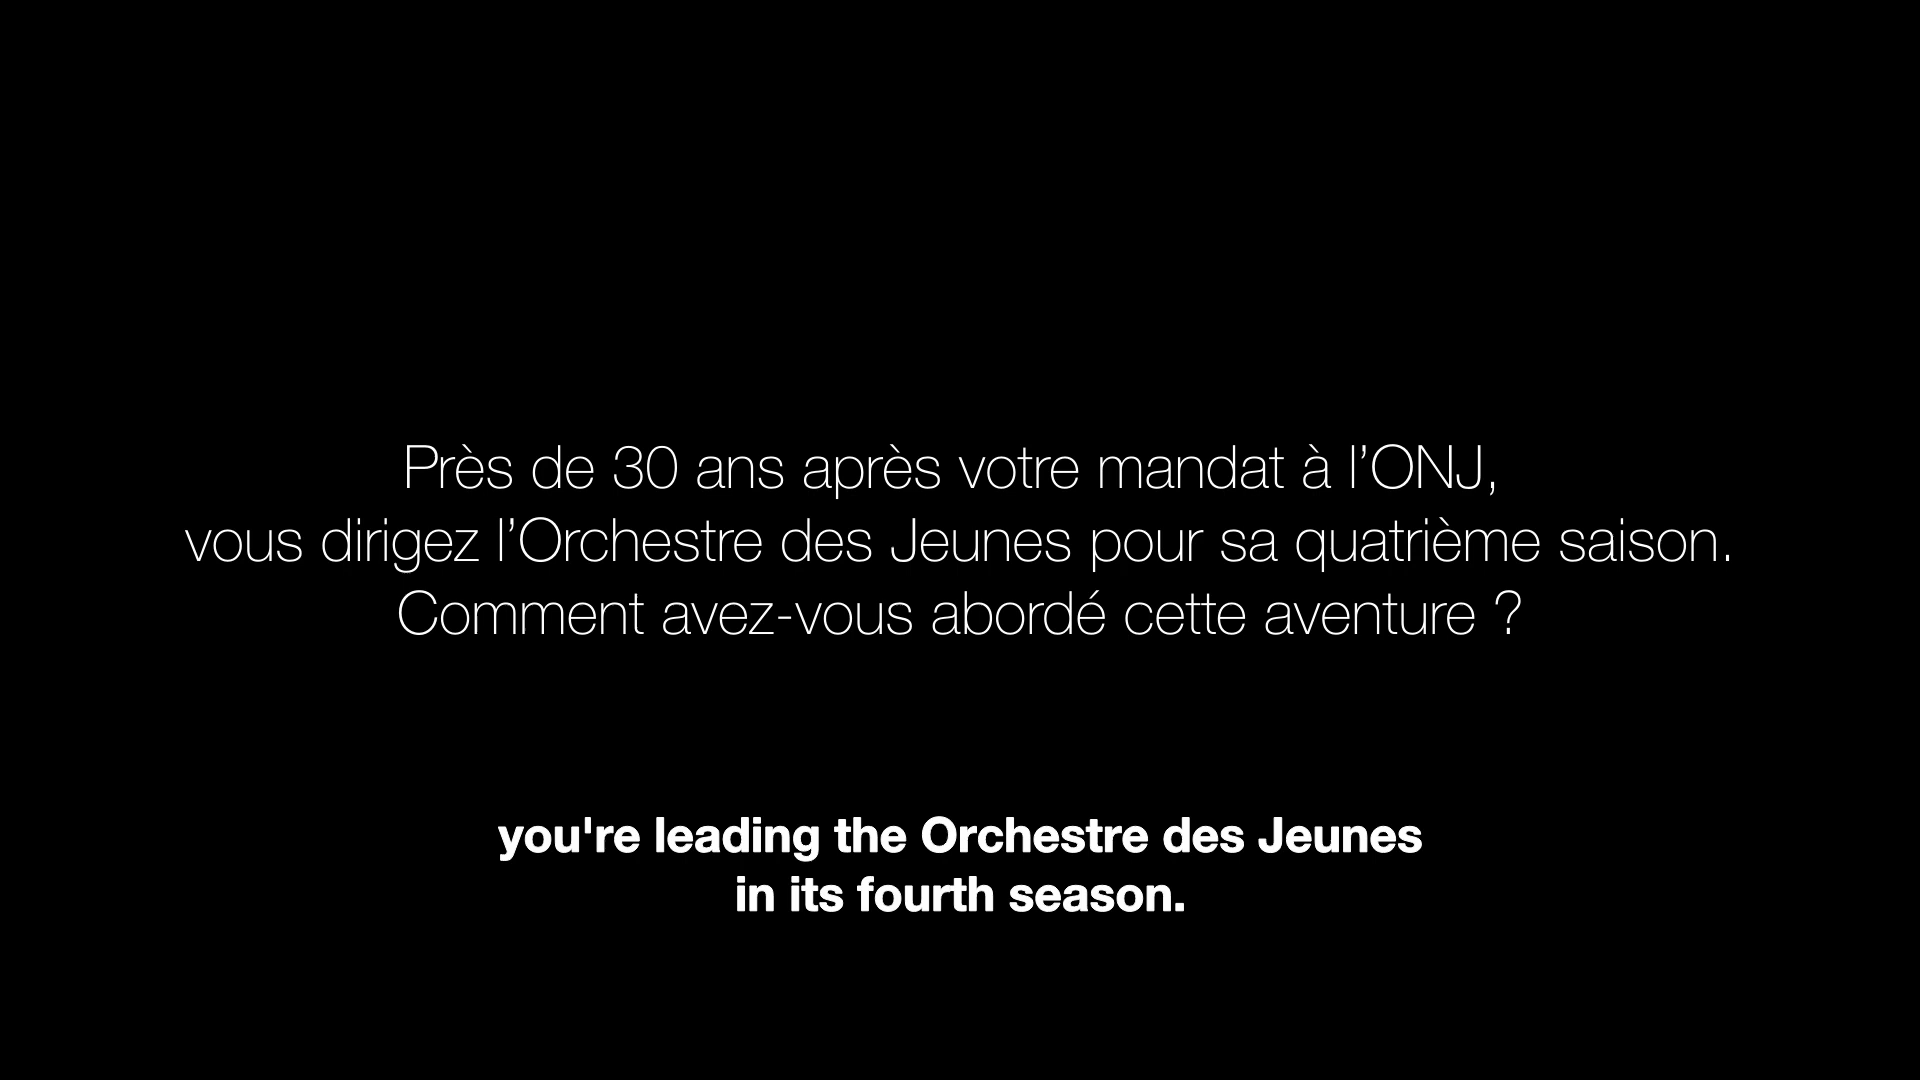 Près de 30 ans après votre mandat à l’ONJ,
vous dirigez l’Orchestre des Jeunes pour sa quatrième saison.
Comment avez-vous abordé cette aventure ?
you're leading the Orchestre des Jeunes
in its fourth season.